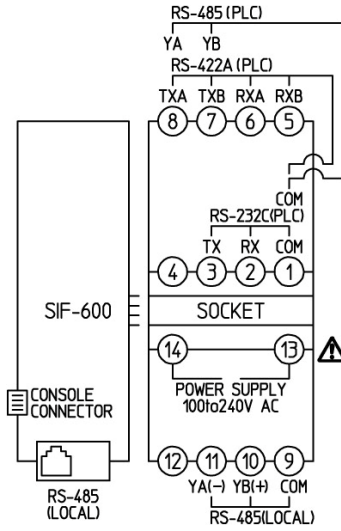 RS-485(PLC)
YA YB
RS-422A(PLC)
TXA TXB RXA RXB
8 7 6 5
COM
RS-232C(PLC)
TX RX COM
4 3 2 1
SIF-600
SOCKET
14 13
POWER SUPPLY
100to240V AC
CONSOLE
CONNECTOR
12 11 10 9
YA(-) YB(+) COM
RS-485
(LOCAL)
RS-485(LOCAL)